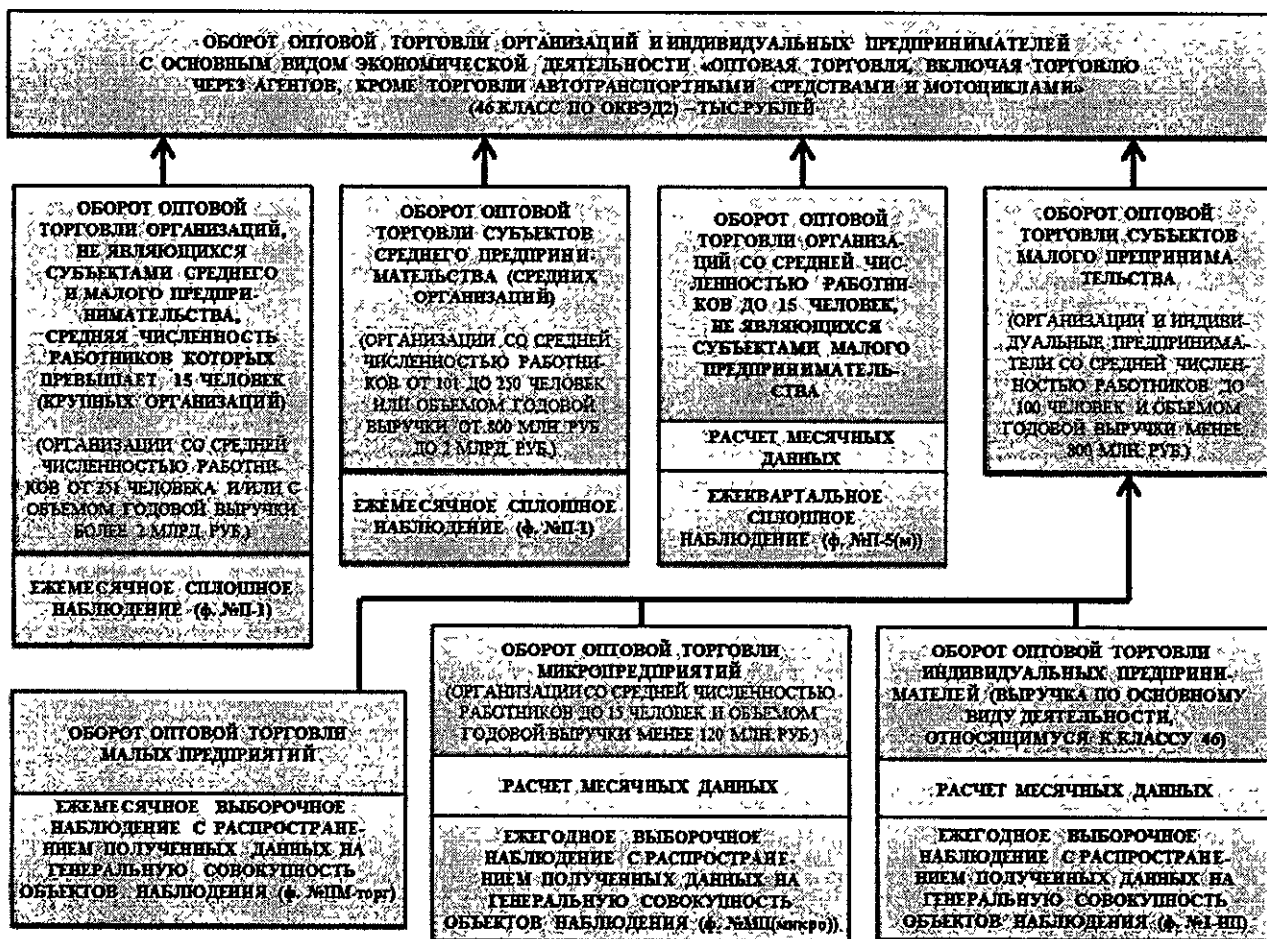 ОБОРОТ ОПТОВОЙ ТОРГОВЛИ ОРГАНИЗАЦИЙ И ИНДИВИДУАЛЬНЫХ ПРЕДПРИНИМАТЕЛЕЙ
С ОСНОВНЫМ ВИДОМ ЭКОНОМИЧЕСКОЙ ДЕЯТЕЛЬНОСТИ «ОПТОВАЯ ТОРГОВЛЯ, ВКЛЮЧАЯ ТОРГОВЛЮ
ЧЕРЕЗ АГЕНТОВ, КРОМЕ ТОРГОВЛИ АВТОТРАНСПОРТНЫМИ СРЕДСТВАМИ И МОТОЦИКЛАМИ»
(46 КЛАСС ПО ОКВЭД2) – ТЫС.РУБЛЕЙ
ОБОРОТ ОПТОВОЙ
ТОРГОВЛИ ОРГАНИЗАЦИЙ,
НЕ ЯВЛЯЮЩИХСЯ
СУБЪЕКТАМИ СРЕДНЕГО
И МАЛОГО ПРЕДПРИ-
НИМАТЕЛЬСТВА,
СРЕДНЯЯ ЧИСЛЕННОСТЬ
РАБОТНИКОВ КОТОРЫХ
ПРЕВЫШАЕТ 15 ЧЕЛОВЕК
(КРУПНЫХ ОРГАНИЗАЦИЙ)
(ОРГАНИЗАЦИИ СО СРЕДНЕЙ
ЧИСЛЕННОСТЬЮ РАБОТНИ-
КОВ ОТ 251 ЧЕЛОВЕКА И/ИЛИ С
ОБЪЕМОМ ГОДОВОЙ ВЫРУЧКИ
БОЛЕЕ 2 МЛРД. РУБ.)
ЕЖЕМЕСЯЧНОЕ СПЛОШНОЕ
НАБЛЮДЕНИЕ (ф. №П-1)
ОБОРОТ ОПТОВОЙ
ТОРГОВЛИ СУБЪЕКТОВ
СРЕДНЕГО ПРЕДПРИНИ-
МАТЕЛЬСТВА (СРЕДНИХ
ОРГАНИЗАЦИЙ)
(ОРГАНИЗАЦИИ СО СРЕДНЕЙ
ЧИСЛЕННОСТЬЮ РАБОТНИ-
КОВ ОТ 101 ДО 250 ЧЕЛОВЕК
ИЛИ ОБЪЕМОМ ГОДОВОЙ
ВЫРУЧКИ ОТ 800 МЛН. РУБ.
ДО 2 МЛРД. РУБ.)
ЕЖЕМЕСЯЧНОЕ СПЛОШНОЕ
НАБЛЮДЕНИЕ (ф. №П-1)
ОБОРОТ ОПТОВОЙ
ТОРГОВЛИ ОРГАНИЗА-
ЦИЙ СО СРЕДНЕЙ ЧИС-
ЛЕННОСТЬЮ РАБОТНИ-
КОВ ДО 15 ЧЕЛОВЕК,
НЕ ЯВЛЯЮЩИХСЯ
СУБЪЕКТАМИ МАЛОГО
ПРЕДПРИНИМАТЕЛЬ-
СТВА
РАСЧЕТ МЕСЯЧНЫХ
ДАННЫХ
ЕЖЕКВАРТАЛЬНОЕ
СПЛОШНОЕ
НАБЛЮДЕНИЕ (ф. №П-5(м))
ОБОРОТ ОПТОВОЙ
ТОРГОВЛИ СУБЪЕКТОВ
МАЛОГО ПРЕПРИНИМА-
ТЕЛЬСТВА
(ОРГАНИЗАЦИИ И ИНДИВИ-
ДУАЛЬНЫЕ ПРЕДПРИНИМА-
ТЕЛИ СО СРЕДНЕЙ ЧИСЛЕН-
НОСТЬЮ РАБОТНИКОВ ДО
100 ЧЕЛОВЕК И ОБЪЕМОМ
ГОДОВОЙ ВЫРУЧКИ МЕНЕЕ
800 МЛН. РУБ.)
ОБОРОТ ОПТОВОЙ ТОРГОВЛИ
МАЛЫХ ПРЕДПРИЯТИЙ
ЕЖЕМЕСЯЧНОЕ ВЫБОРОЧНОЕ
НАБЛЮДЕНИЕ С РАСПРОСТРАНЕ-
НИЕМ ПОЛУЧЕННЫХ ДАННЫХ НА
ГЕНЕРАЛЬНУЮ СОВОКУПНОСТЬ
ОБЪЕКТОВ НАБЛЮДЕНИЯ (ф. №ПМ-торг)
ОБОРОТ ОПТОВОЙ ТОРГОВЛИ
МИКРОПРЕДПРИЯТИЙ
(ОРГАНИЗАЦИИ СО СРЕДНЕЙ ЧИСЛЕННОСТЬЮ
РАБОТНИКОВ ДО 15 ЧЕЛОВЕК И ОБЪЕМОМ
ГОДОВОЙ ВЫРУЧКИ МЕНЕЕ 120 МЛН. РУБ.)
РАСЧЕТ МЕСЯЧНЫХ ДАННЫХ
ЕЖЕГОДНОЕ ВЫБОРОЧНОЕ
НАБЛЮДЕНИЕ С РАСПРОСТРАНЕ-
НИЕМ ПОЛУЧЕННЫХ ДАННЫХ НА
ГЕНЕРАЛЬНУЮ СОВОКУПНОСТЬ
ОБЪЕКТОВ НАБЛЮДЕНИЯ (ф. №МП(микро))
ОБОРОТ ОПТОВОЙ ТОРГОВЛИ
ИНДИВИДУАЛЬНЫХ ПРЕДПРИНИ-
МАТЕЛЕЙ (ВЫРУЧКА ПО ОСНОВНОМУ
ВИДУ ДЕЯТЕЛЬНОСТИ,
ОТНОСЯЩИМУСЯ К КЛАССУ 46)
РАСЧЕТ МЕСЯЧНЫХ ДАННЫХ
ЕЖЕГОДНОЕ ВЫБОРОЧНОЕ
НАБЛЮДЕНИЕ С РАСПРОСТРАНЕ-
НИЕМ ПОЛУЧЕННЫХ ДАННЫХ НА
ГЕНЕРАЛЬНУЮ СОВОКУПНОСТЬ
ОБЪЕКТОВ НАБЛЮДЕНИЯ (ф. №1-ИП)